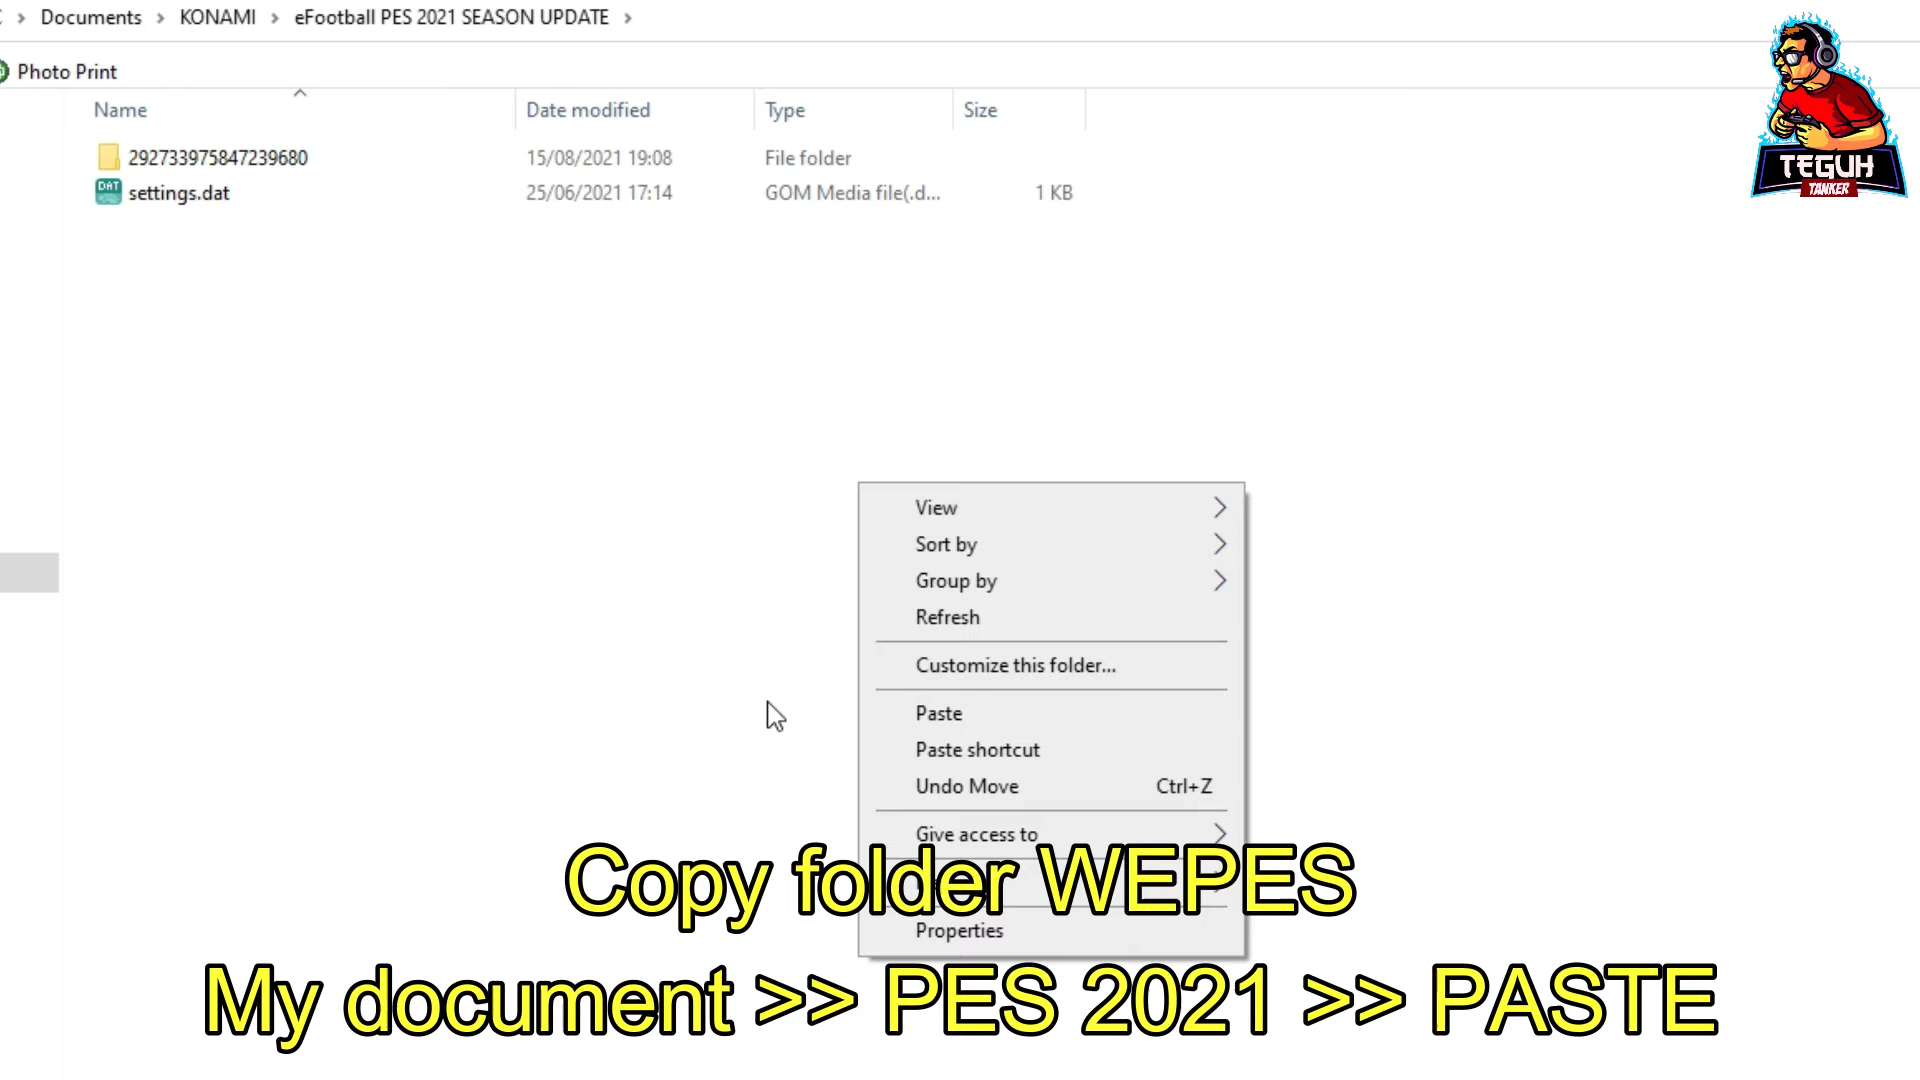 Documents > KONAMI > eFootball PES 2021 SEASON UPDATE >
Photo Print
Name Date modified Type Size
292733975847239680 15/08/2021 19:08 File folder
DAT settings.dat 25/06/2021 17:14 GOM Media file(.d... 1 KB
TEGUH
TANKER
View
Sort by
Group by
Refresh
Customize this folder...
Paste
Paste shortcut
Undo Move Ctrl+Z
Give access to
Copy folder WEPES
Properties
My document >> PES 2021 >> PASTE